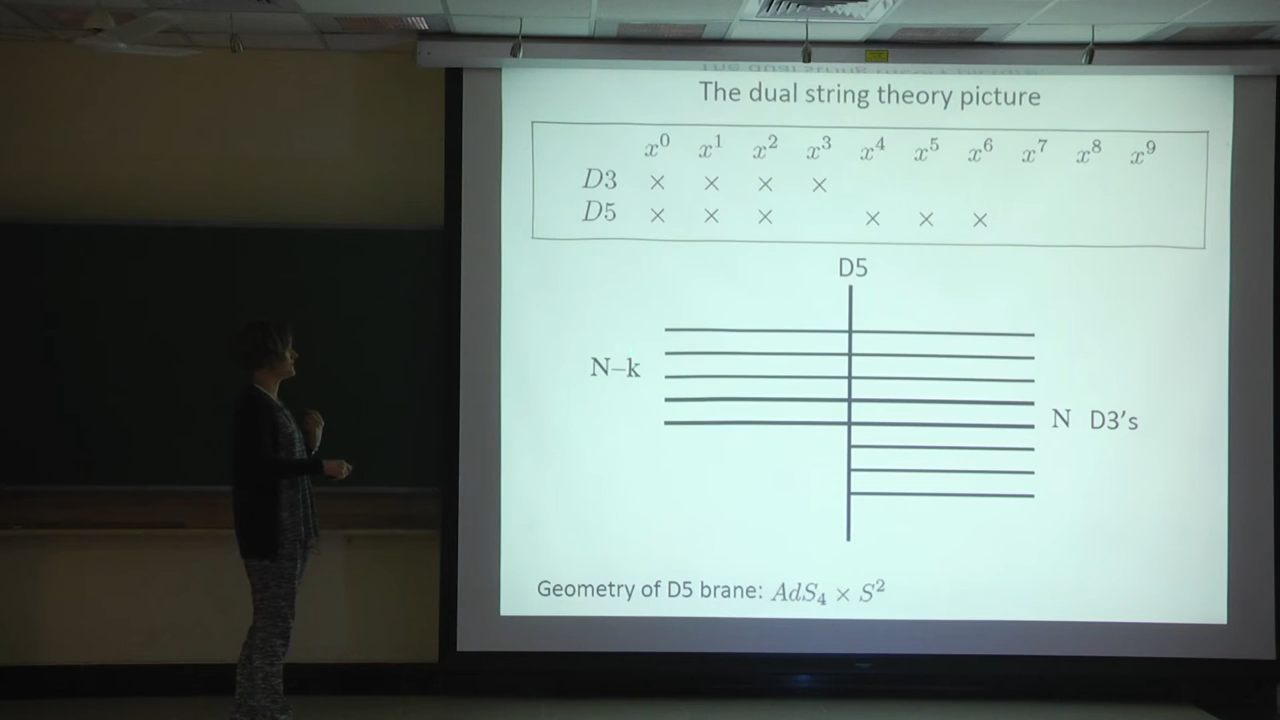 The dual string theory picture
x^0 x^1 x^2 x^3 x^4 x^5 x^6 x^7 x^8 x^9
D3 × × × ×
D5 × × × × × ×
D5
N–k
N D3's
Geometry of D5 brane: AdS_4 × S^2